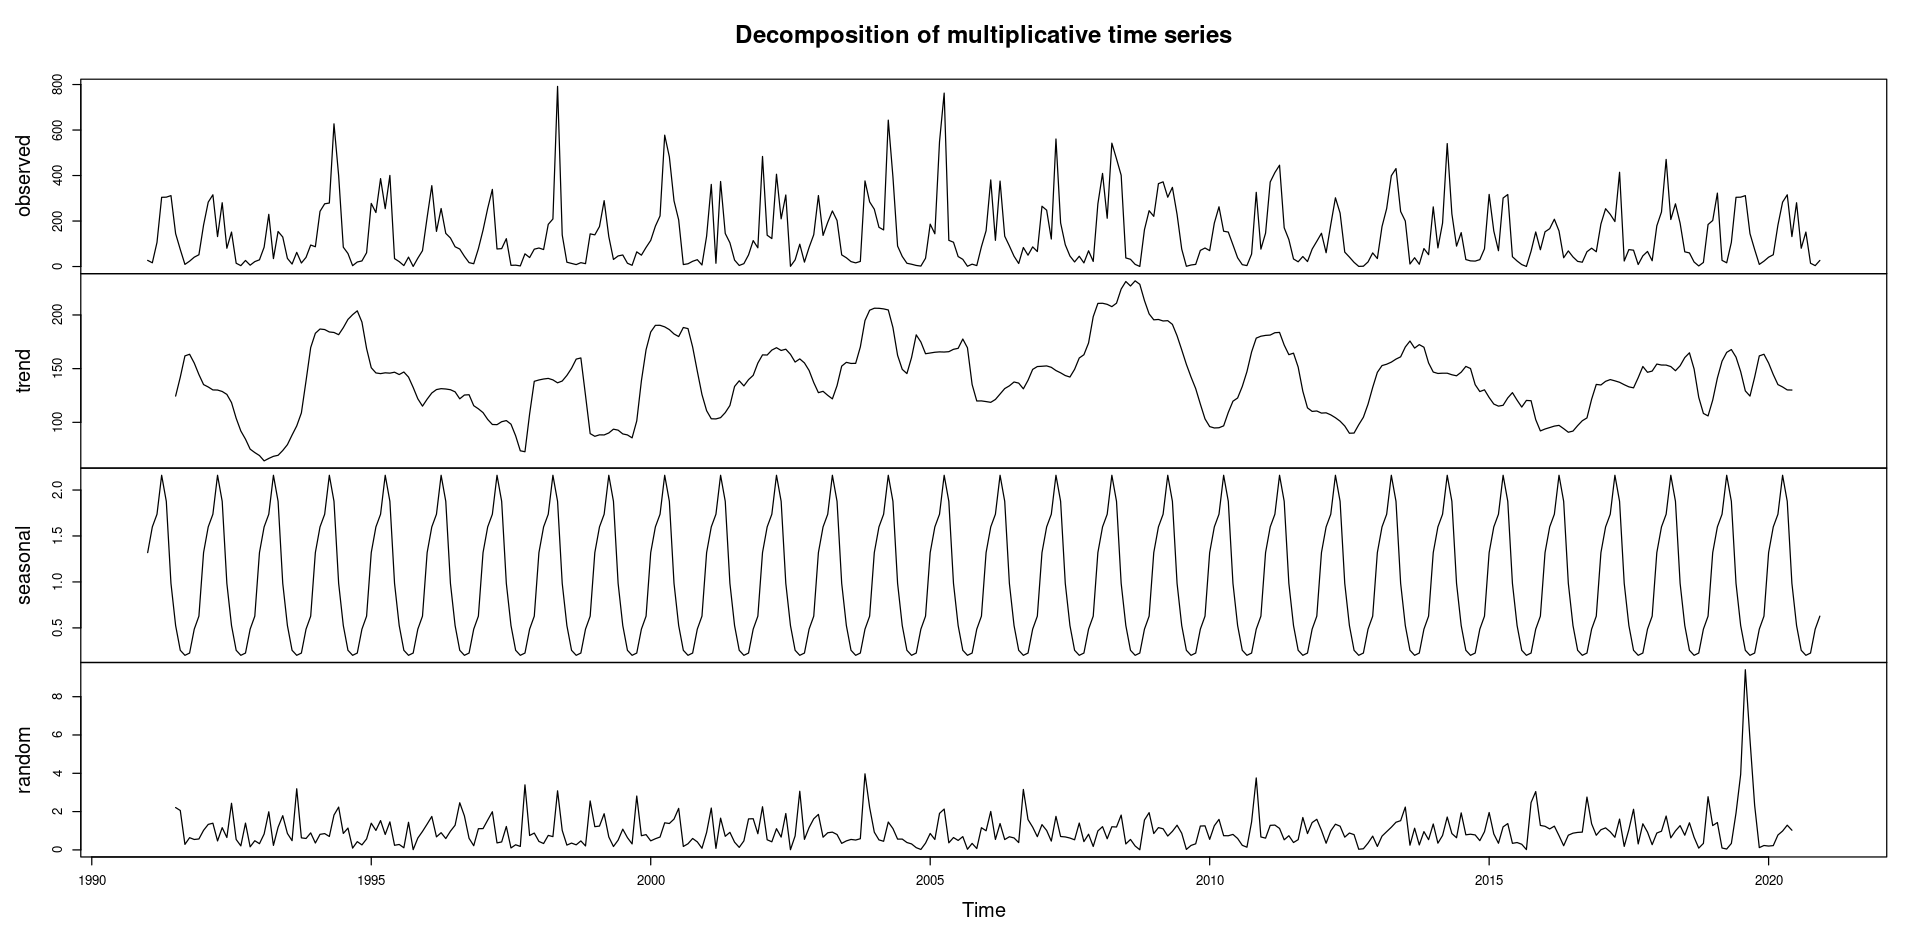 Decomposition of multiplicative time series
observed
0 200 400 600 800
trend
100 150 200
seasonal
0.5 1.0 1.5 2.0
random
0 2 4 6 8
1990 1995 2000 2005 2010 2015 2020
Time